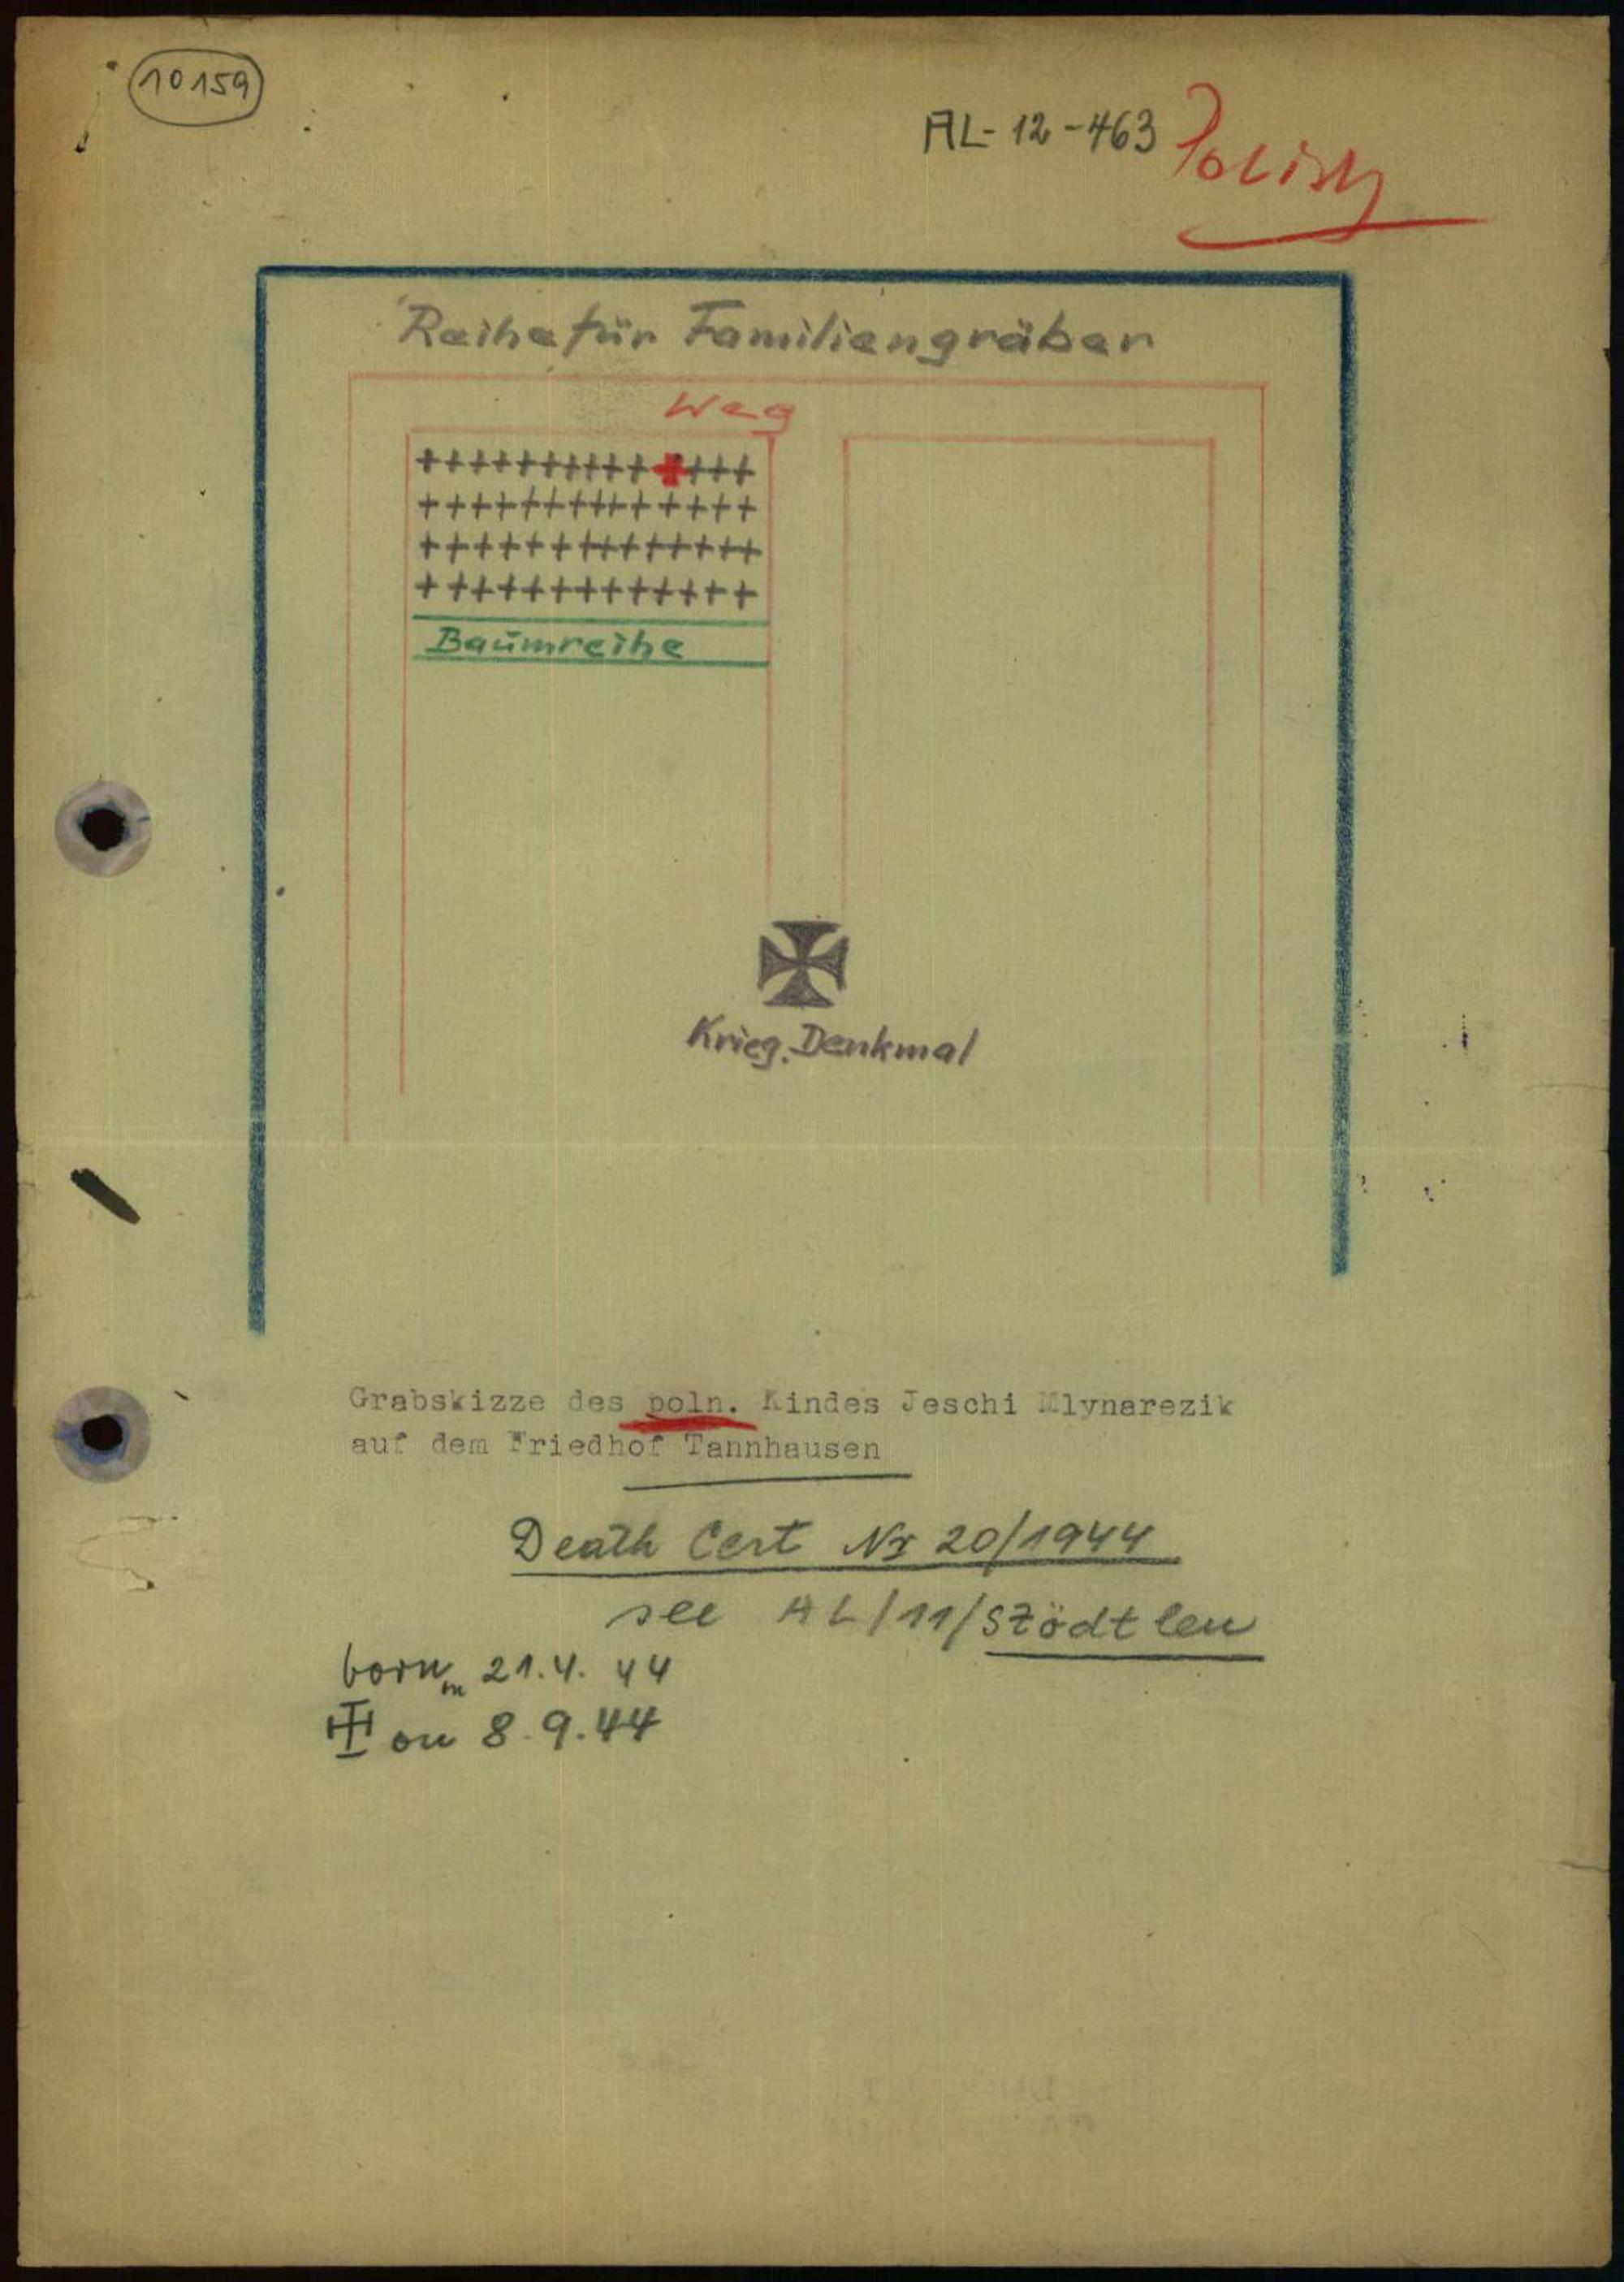 10159
AL-12-463 Polish
Reihe für Familiengräber
Weg
Baumreihe
Krieg. Denkmal
Grabskizze des poln. Kindes Jeschi Mlynarezik
auf dem Friedhof Tannhausen
Death Cert Nr 20/1944
see AL/11/Stödtlen
born 21.4.44
on 8.9.44